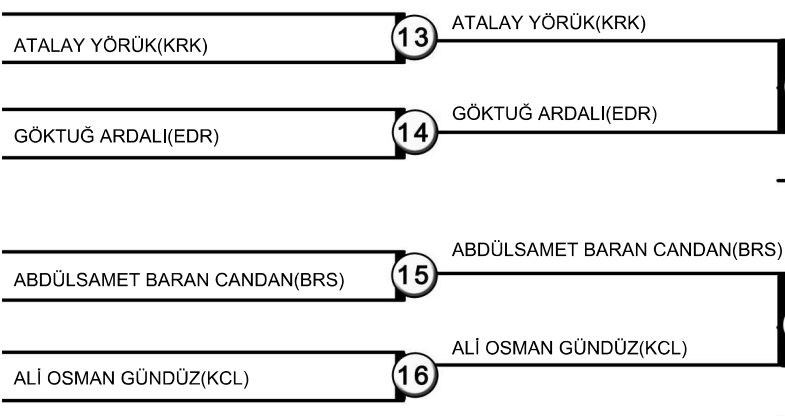 ATALAY YÖRÜK(KRK)
13
ATALAY YÖRÜK(KRK)
GÖKTUĞ ARDALI(EDR)
14
GÖKTUĞ ARDALI(EDR)
ABDÜLSAMET BARAN CANDAN(BRS)
15
ABDÜLSAMET BARAN CANDAN(BRS)
ALİ OSMAN GÜNDÜZ(KCL)
16
ALİ OSMAN GÜNDÜZ(KCL)